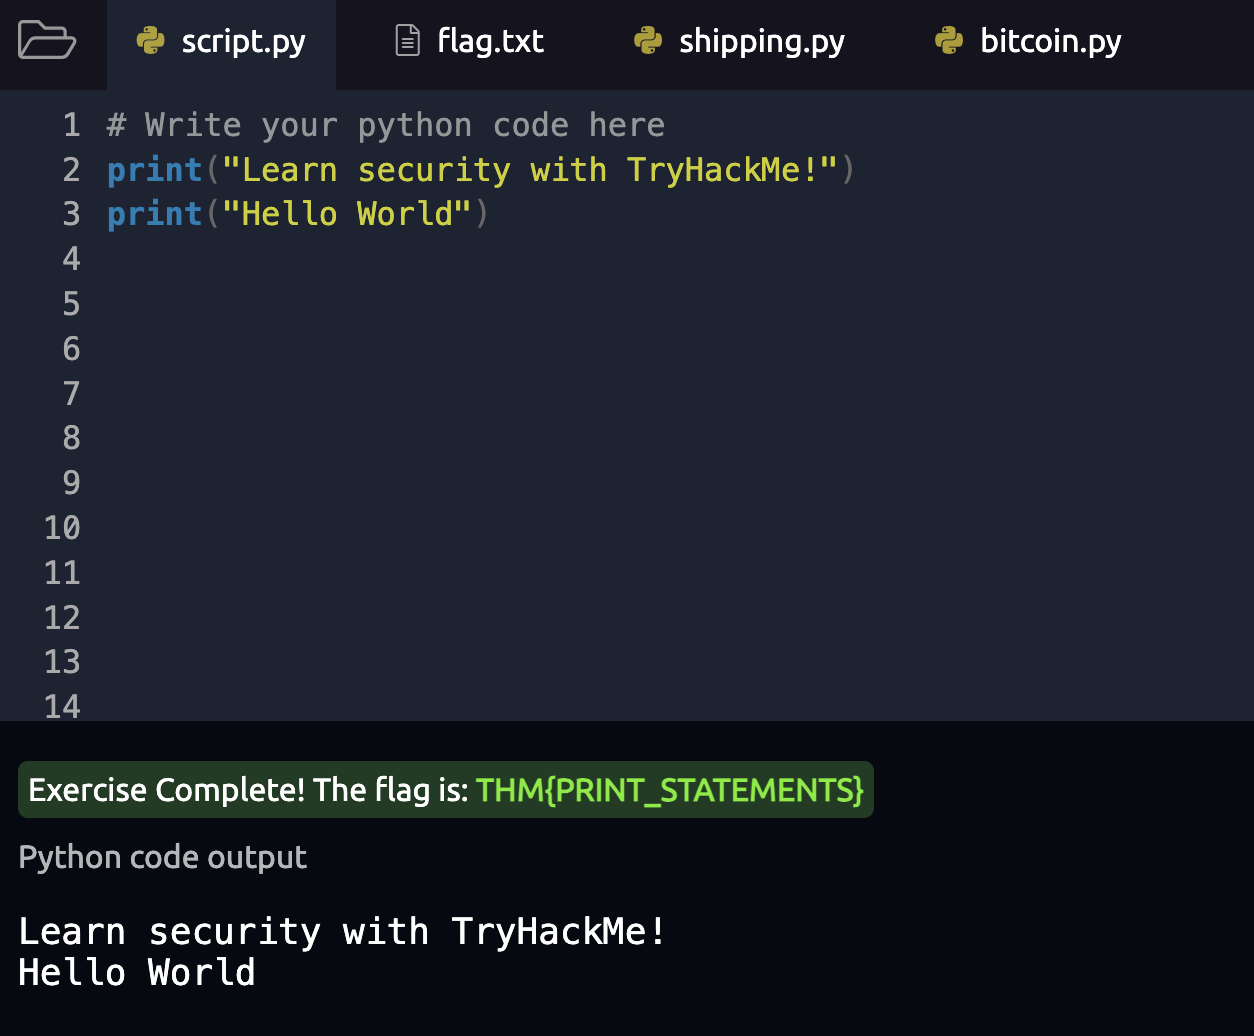 script.py flag.txt shipping.py bitcoin.py
1 # Write your python code here
2 print("Learn security with TryHackMe!")
3 print("Hello World")
4
5
6
7
8
9
10
11
12
13
14
Exercise Complete! The flag is: THM{PRINT_STATEMENTS}
Python code output
Learn security with TryHackMe!
Hello World